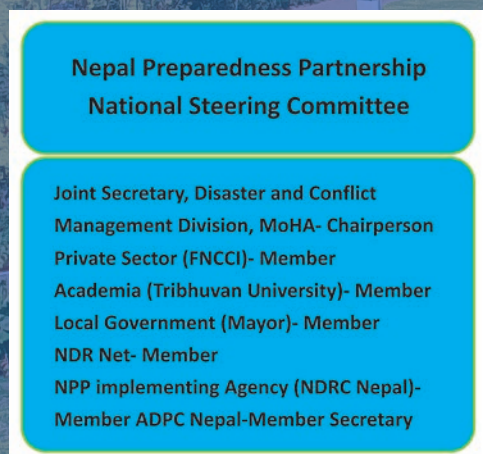 Nepal Preparedness Partnership
National Steering Committee
Joint Secretary, Disaster and Conflict
Management Division, MoHA- Chairperson
Private Sector (FNCCI)- Member
Academia (Tribhuvan University)- Member
Local Government (Mayor)- Member
NDR Net- Member
NPP implementing Agency (NDRC Nepal)-
Member ADPC Nepal-Member Secretary